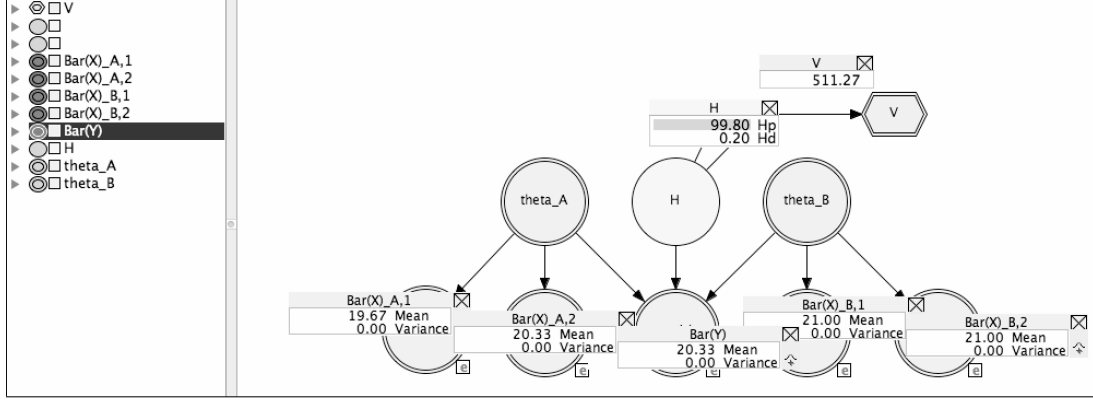 V
Bar(X)_A,1
Bar(X)_A,2
Bar(X)_B,1
Bar(X)_B,2
Bar(Y)
H
theta_A
theta_B
V
511.27
V
H
99.80 Hp
0.20 Hd
theta_A
H
theta_B
Bar(X)_A,1
19.67 Mean
0.00 Variance
e
Bar(X)_A,2
20.33 Mean
0.00 Variance
e
Bar(Y)
20.33 Mean
0.00 Variance
e
Bar(X)_B,1
21.00 Mean
0.00 Variance
e
Bar(X)_B,2
21.00 Mean
0.00 Variance
e